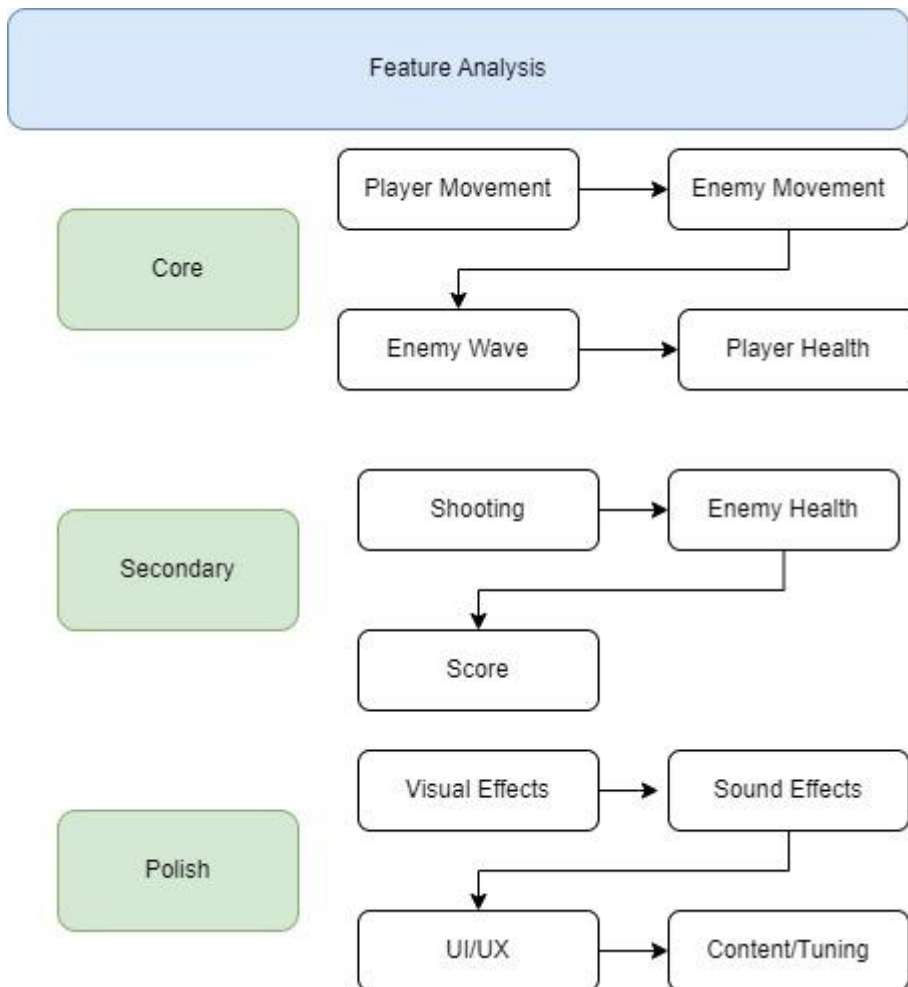 Feature Analysis
Player Movement
Enemy Movement
Core
Enemy Wave
Player Health
Shooting
Enemy Health
Secondary
Score
Visual Effects
Sound Effects
Polish
UI/UX
Content/Tuning